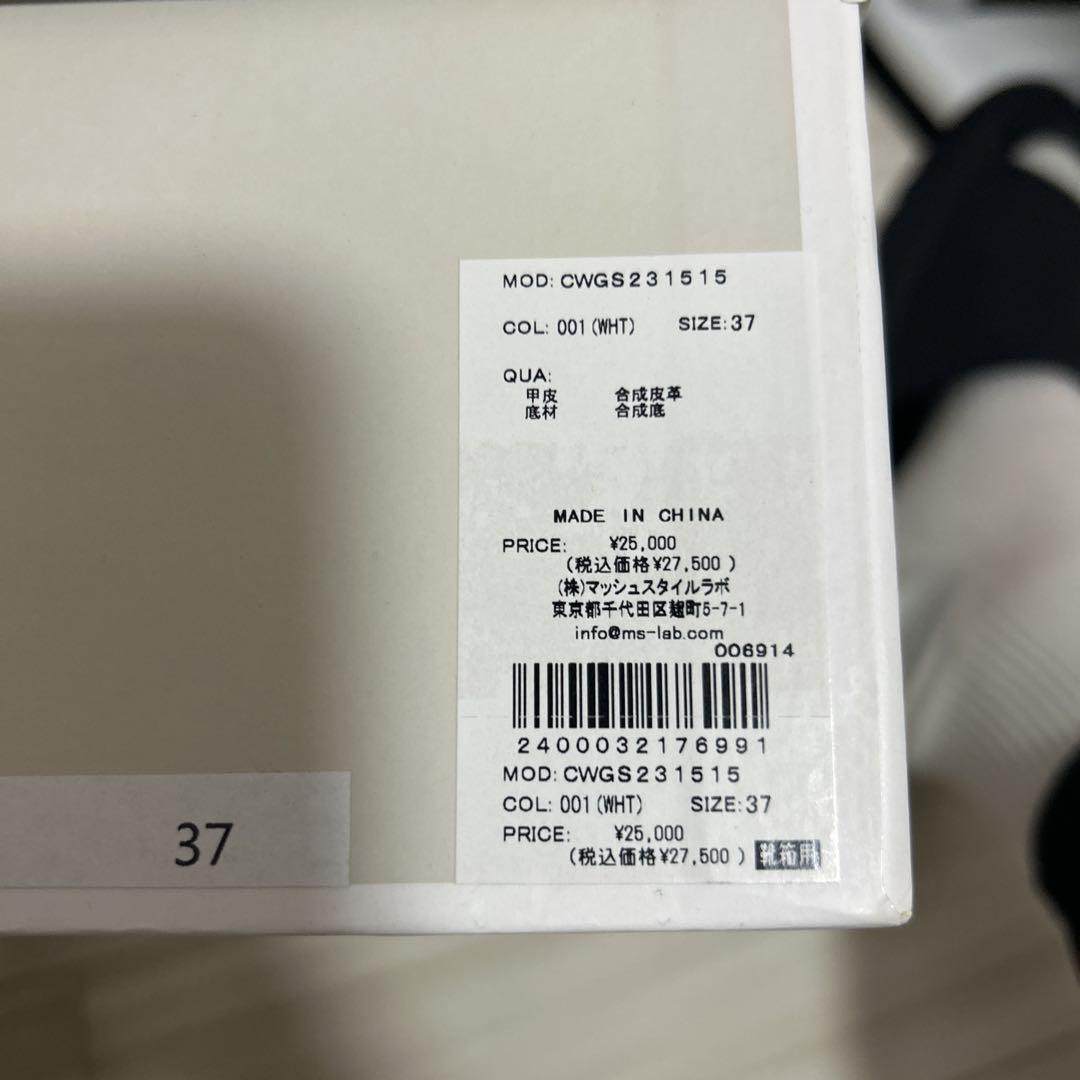 MOD: CWGS231515
COL: 001(WHT) SIZE:37
QUA:
甲皮 合成皮革
底材 合成底
MADE IN CHINA
PRICE: ¥25,000
(税込価格¥27,500 )
(株)マッシュスタイルラボ
東京都千代田区麹町5-7-1
info@ms-lab.com
006914
2400032176991
MOD: CWGS231515
COL: 001(WHT) SIZE:37
PRICE: ¥25,000
(税込価格¥27,500 ) 靴箱用
37